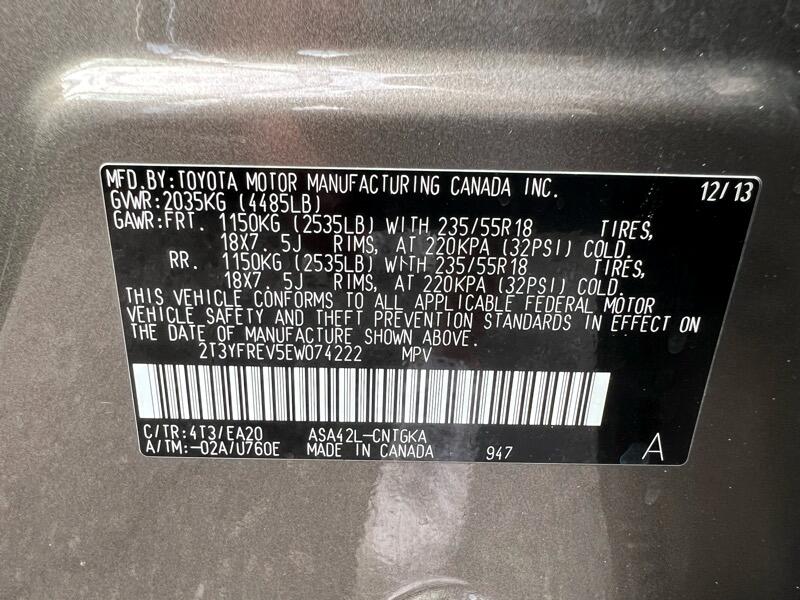 MFD.BY:TOYOTA MOTOR MANUFACTURING CANADA INC. 12/13
GVWR:2035KG (4485LB)
GAWR:FRT. 1150KG (2535LB) WITH 235/55R18 TIRES,
18X7.5J RIMS, AT 220KPA (32PSI) COLD.
RR. 1150KG (2535LB) WITH 235/55R18 TIRES,
18X7.5J RIMS, AT 220KPA (32PSI) COLD.
THIS VEHICLE CONFORMS TO ALL APPLICABLE FEDERAL MOTOR
VEHICLE SAFETY AND THEFT PREVENTION STANDARDS IN EFFECT ON
THE DATE OF MANUFACTURE SHOWN ABOVE.
2T3YFREV5EW074222 MPV
C/TR:4T3/EA20 ASA42L-CNTGKA
A/TM:-02A/U760E MADE IN CANADA 947 A